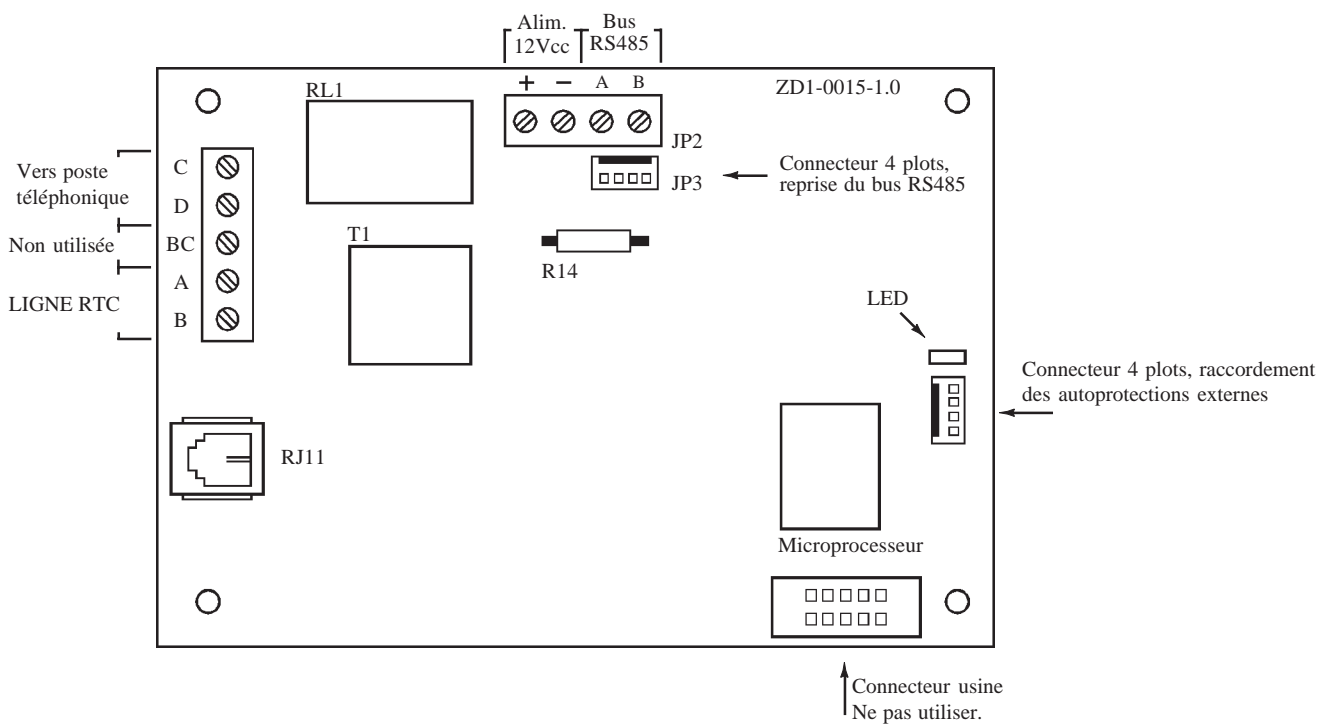 Alim.
12Vcc
Bus
RS485
+ − A B
RL1
ZD1-0015-1.0
JP2
JP3
Connecteur 4 plots,
reprise du bus RS485
Vers poste
téléphonique
C
D
Non utilisée
BC
LIGNE RTC
A
B
T1
R14
LED
Connecteur 4 plots, raccordement
des autoprotections externes
RJ11
Microprocesseur
Connecteur usine
Ne pas utiliser.